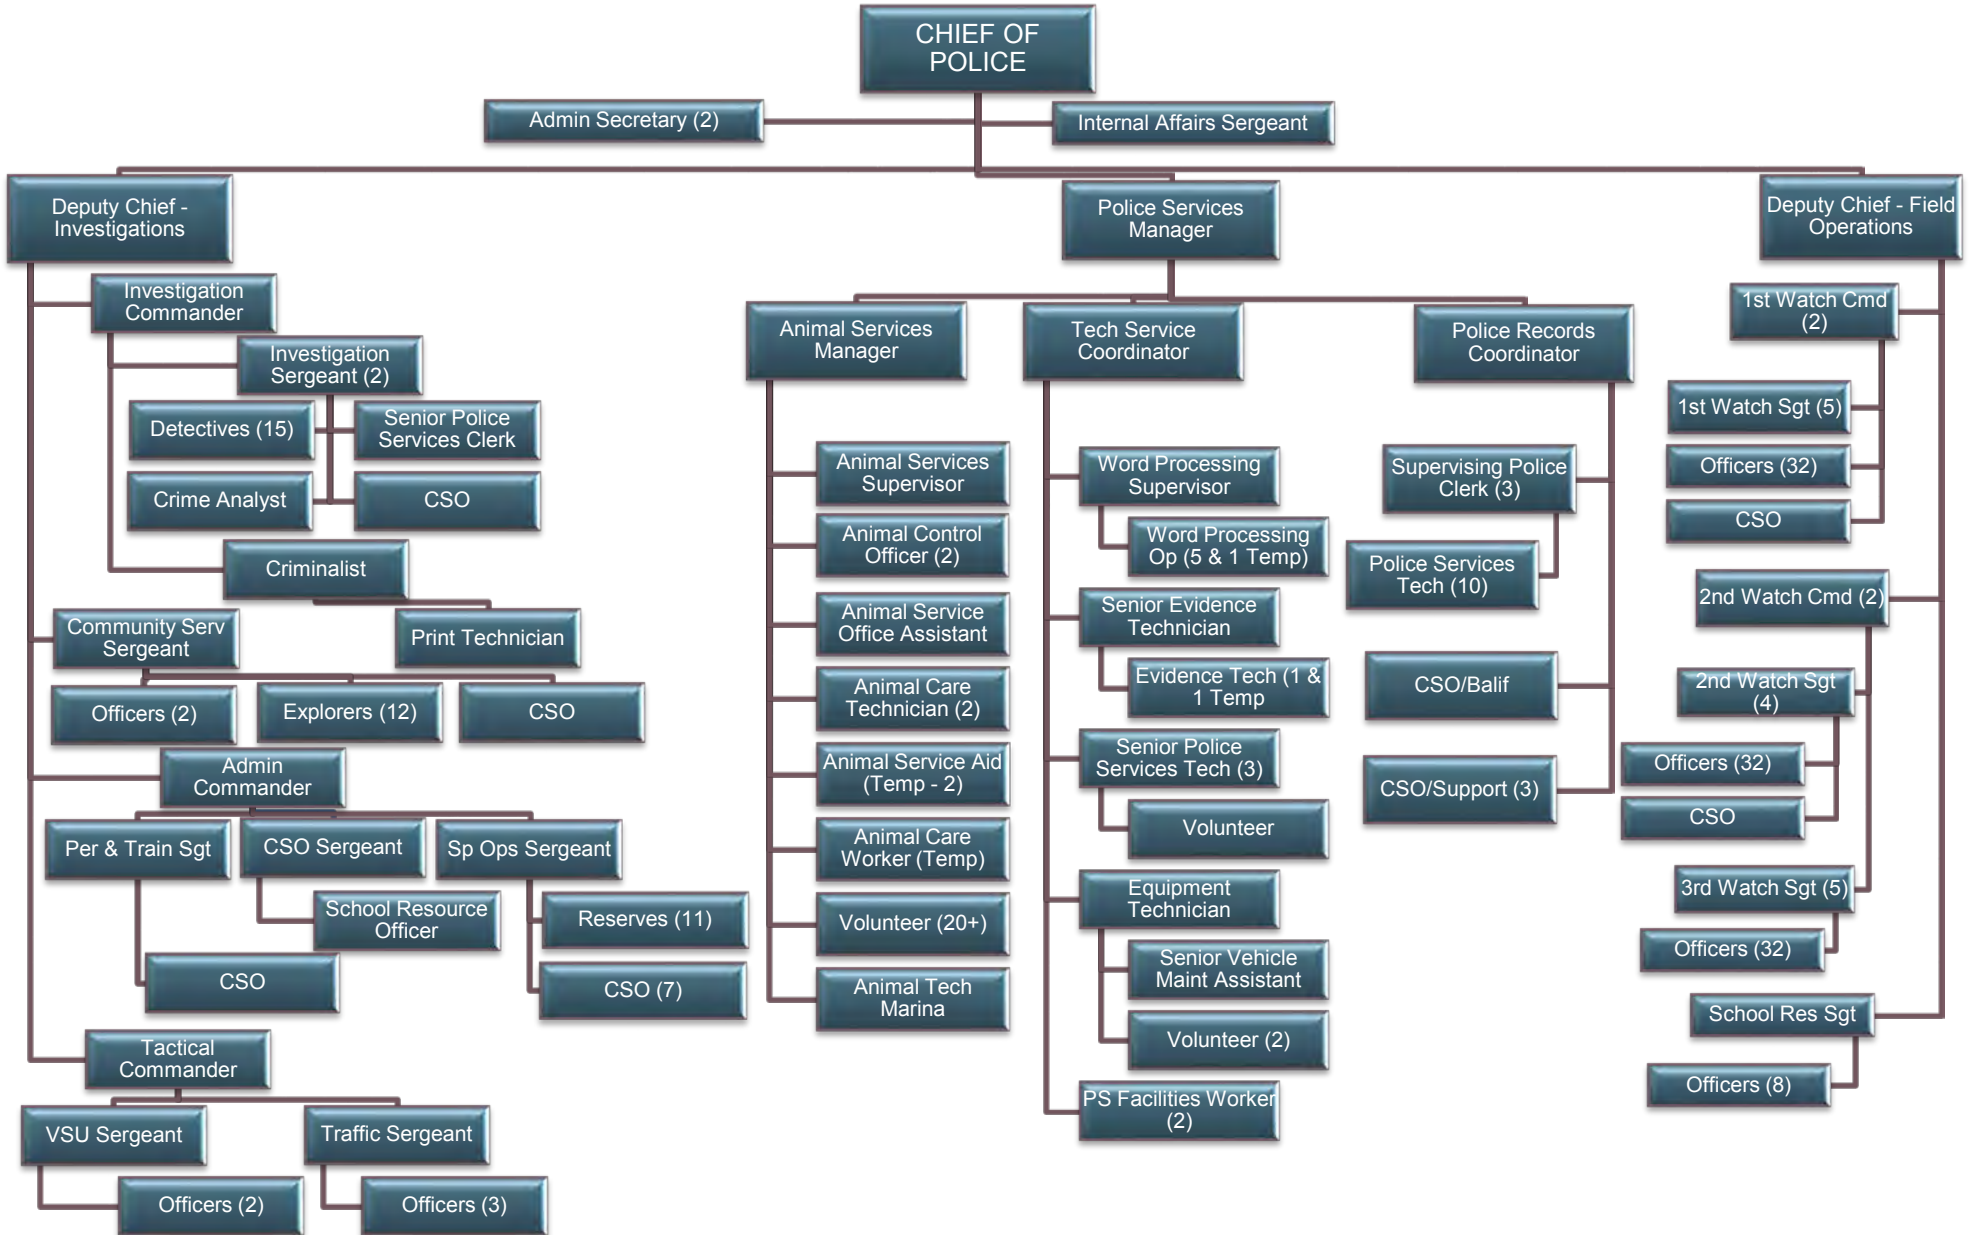 CHIEF OF
POLICE
Admin Secretary (2)
Internal Affairs Sergeant
Deputy Chief -
Investigations
Investigation
Commander
Investigation
Sergeant (2)
Detectives (15)
Senior Police
Services Clerk
Crime Analyst
CSO
Criminalist
Print Technician
Community Serv
Sergeant
Officers (2)
Explorers (12)
CSO
Admin
Commander
Per & Train Sgt
CSO
CSO Sergeant
School Resource
Officer
Sp Ops Sergeant
Reserves (11)
CSO (7)
Tactical
Commander
VSU Sergeant
Officers (2)
Traffic Sergeant
Officers (3)
Police Services
Manager
Animal Services
Manager
Animal Services
Supervisor
Animal Control
Officer (2)
Animal Service
Office Assistant
Animal Care
Technician (2)
Animal Service Aid
(Temp - 2)
Animal Care
Worker (Temp)
Volunteer (20+)
Animal Tech
Marina
Tech Service
Coordinator
Word Processing
Supervisor
Word Processing
Op (5 & 1 Temp)
Senior Evidence
Technician
Evidence Tech (1 &
1 Temp
Senior Police
Services Tech (3)
Volunteer
Equipment
Technician
Senior Vehicle
Maint Assistant
Volunteer (2)
PS Facilities Worker
(2)
Police Records
Coordinator
Supervising Police
Clerk (3)
Police Services
Tech (10)
CSO/Balif
CSO/Support (3)
Deputy Chief - Field
Operations
1st Watch Cmd
(2)
1st Watch Sgt (5)
Officers (32)
CSO
2nd Watch Cmd (2)
2nd Watch Sgt
(4)
Officers (32)
CSO
3rd Watch Sgt (5)
Officers (32)
School Res Sgt
Officers (8)